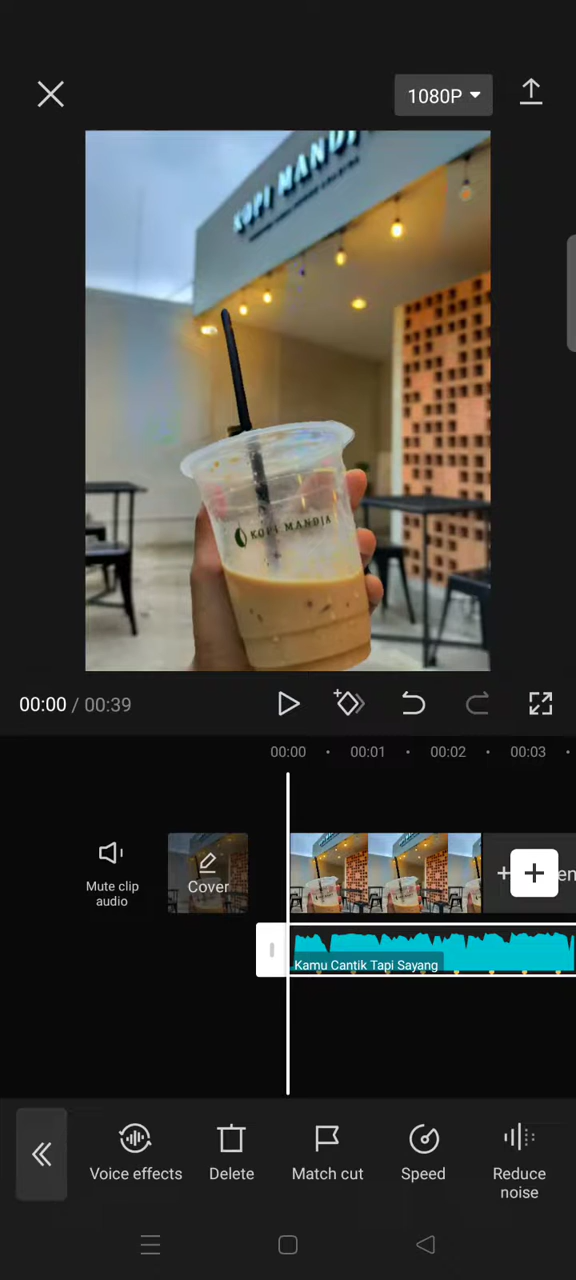 1080P
KOPI MANDJA
KOPI MANDJA
00:00 / 00:39
00:00
00:01
00:02
00:03
Mute clip
audio
Cover
+
Kamu Cantik Tapi Sayang
Voice effects
Delete
Match cut
Speed
Reduce
noise